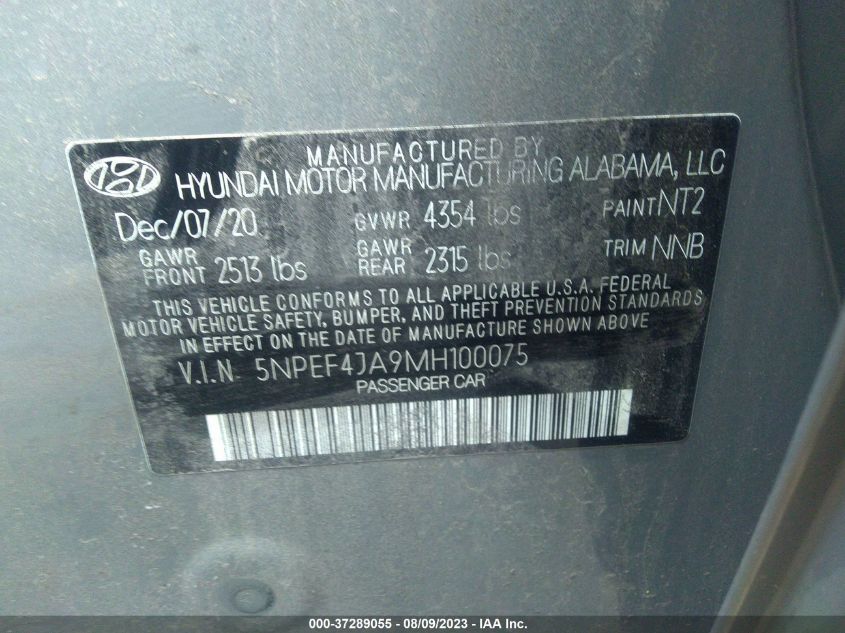 MANUFACTURED BY
HYUNDAI MOTOR MANUFACTURING ALABAMA, LLC
Dec/07/20 GVWR 4354 lbs PAINT NT2
GAWR FRONT 2513 lbs GAWR REAR 2315 lbs TRIM NNB
THIS VEHICLE CONFORMS TO ALL APPLICABLE U.S.A. FEDERAL
MOTOR VEHICLE SAFETY, BUMPER, AND THEFT PREVENTION STANDARDS
IN EFFECT ON THE DATE OF MANUFACTURE SHOWN ABOVE
V.I.N. 5NPEF4JA9MH100075
PASSENGER CAR
000-37289055 - 08/09/2023 - IAA Inc.